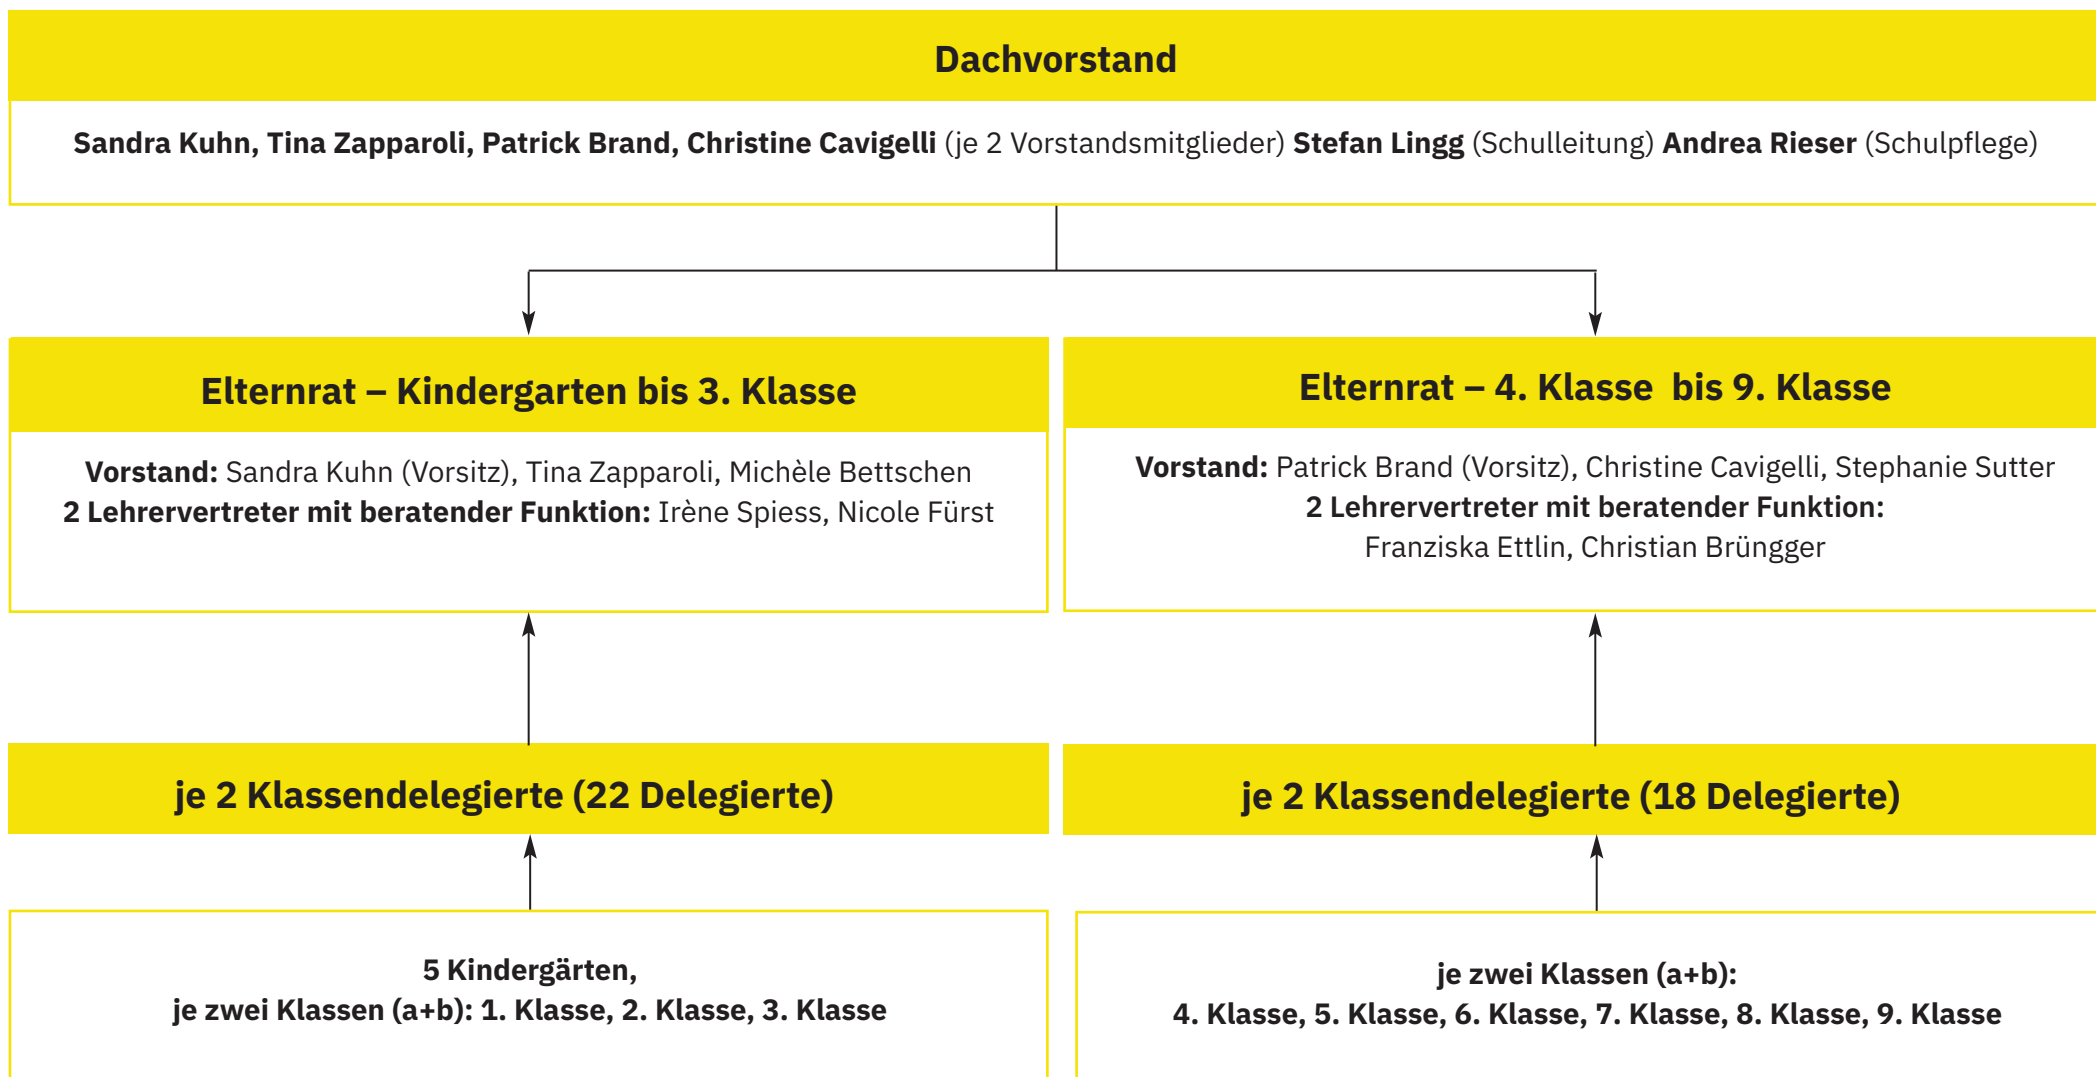 Dachvorstand
Sandra Kuhn, Tina Zapparoli, Patrick Brand, Christine Cavigelli (je 2 Vorstandsmitglieder) Stefan Lingg (Schulleitung) Andrea Rieser (Schulpflege)
Elternrat – Kindergarten bis 3. Klasse
Vorstand: Sandra Kuhn (Vorsitz), Tina Zapparoli, Michèle Bettschen
2 Lehrervertreter mit beratender Funktion: Irène Spiess, Nicole Fürst
Elternrat – 4. Klasse bis 9. Klasse
Vorstand: Patrick Brand (Vorsitz), Christine Cavigelli, Stephanie Sutter
2 Lehrervertreter mit beratender Funktion:
Franziska Ettlin, Christian Brüngger
je 2 Klassendelegierte (22 Delegierte)
je 2 Klassendelegierte (18 Delegierte)
5 Kindergärten,
je zwei Klassen (a+b): 1. Klasse, 2. Klasse, 3. Klasse
je zwei Klassen (a+b):
4. Klasse, 5. Klasse, 6. Klasse, 7. Klasse, 8. Klasse, 9. Klasse